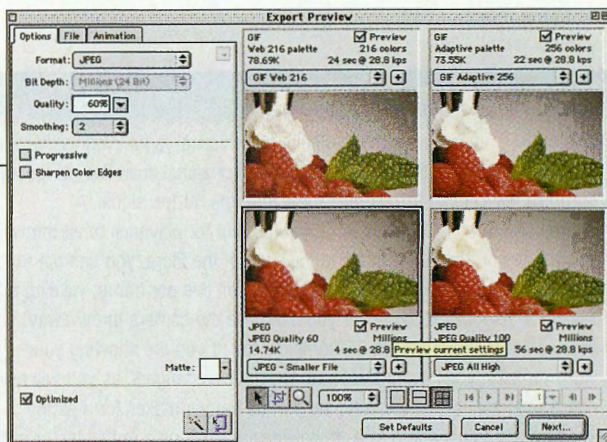 Export Preview
Options File Animation
Format: JPEG
Bit Depth: Millions (24 Bit)
Quality: 60%
Smoothing: 2
Progressive
Sharpen Color Edges
Matte:
Optimized
GIF Preview
Web 216 palette 216 colors
78.69K 24 sec @ 28.8 kps
GIF Web 216
GIF Preview
Adaptive palette 256 colors
73.55K 22 sec @ 28.8 kps
GIF Adaptive 256
JPEG Preview
JPEG Quality 60 Millions
14.74K 4 sec @ 28.8
JPEG - Smaller File
Preview current settings
JPEG Preview
JPEG Quality 100 Millions
56 sec @ 28.8 kps
JPEG All High
100% 1
Set Defaults Cancel Next...